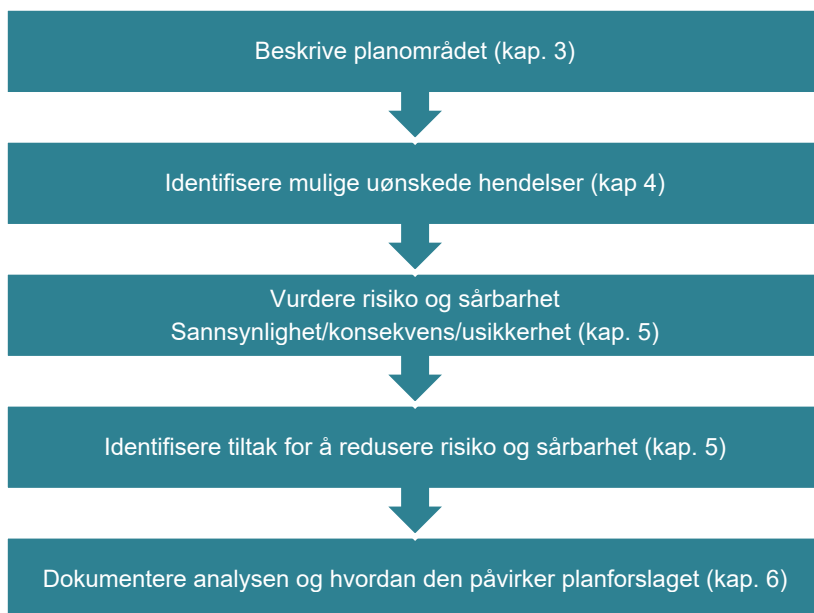 Beskrive planområdet (kap. 3)
Identifisere mulige uønskede hendelser (kap 4)
Vurdere risiko og sårbarhet
Sannsynlighet/konsekvens/usikkerhet (kap. 5)
Identifisere tiltak for å redusere risiko og sårbarhet (kap. 5)
Dokumentere analysen og hvordan den påvirker planforslaget (kap. 6)